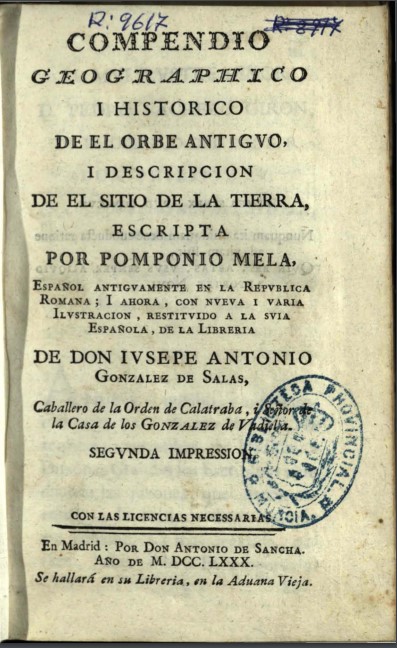 R: 9617
COMPENDIO
GEOGRAPHICO
I HISTORICO
DE EL ORBE ANTIGVO,
I DESCRIPCION
DE EL SITIO DE LA TIERRA,
ESCRIPTA
POR POMPONIO MELA,
ESPAÑOL ANTIGVAMENTE EN LA REPVBLICA
ROMANA; I AHORA, CON NVEVA I VARIA
ILVSTRACION, RESTITVIDO A LA SVIA
ESPAÑOLA, DE LA LIBRERIA
DE DON IVSEPE ANTONIO
GONZALEZ DE SALAS,
Caballero de la Orden de Calatraba, i Señor de
la Casa de los GONZALEZ de Vadiella.
SEGVNDA IMPRESSION
BIBLIOTECA PROVINCIAL
CON LAS LICENCIAS NECESSARIAS
En Madrid: POR DON ANTONIO DE SANCHA.
AÑO DE M. DCC. LXXX.
Se hallará en su Libreria, en la Aduana Vieja.